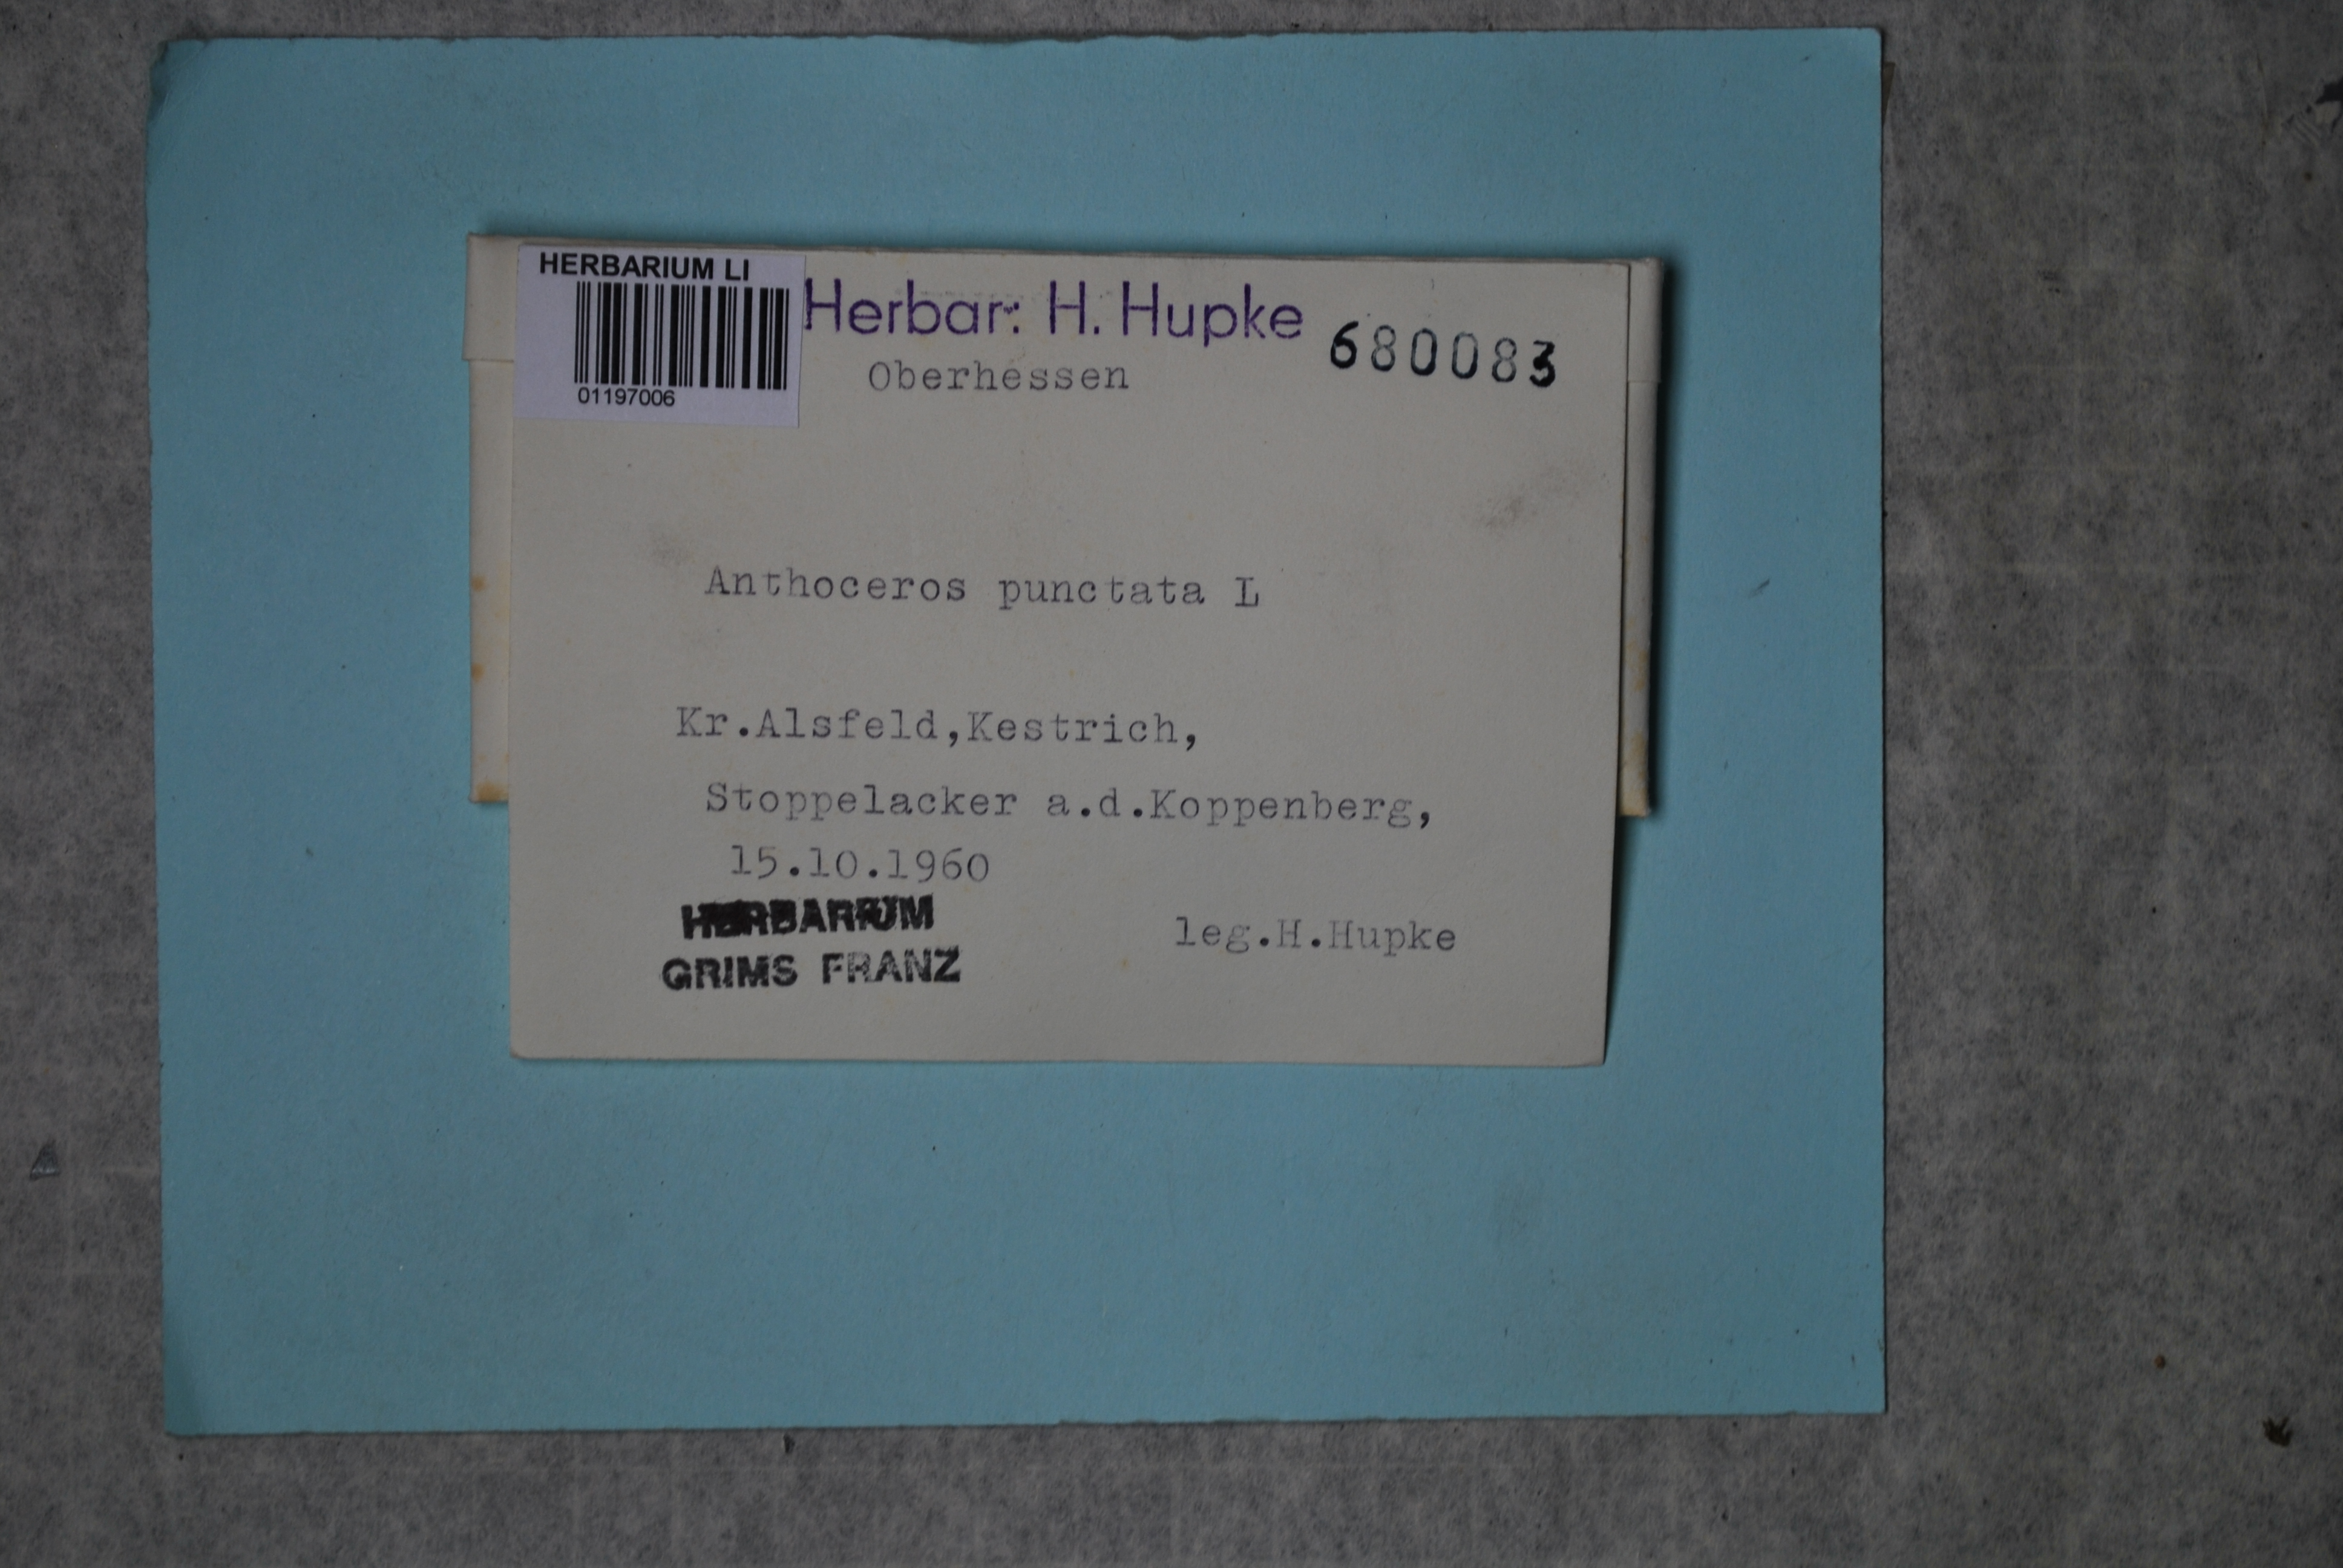 HERBARIUM LI
01197006
Herbar: H. Hupke
680083
Oberhessen
Anthoceros punctata L
Kr.Alsfeld,Kestrich,
Stoppelacker a.d.Koppenberg,
15.10.1960
HERBARIUM
GRIMS FRANZ
leg.H.Hupke